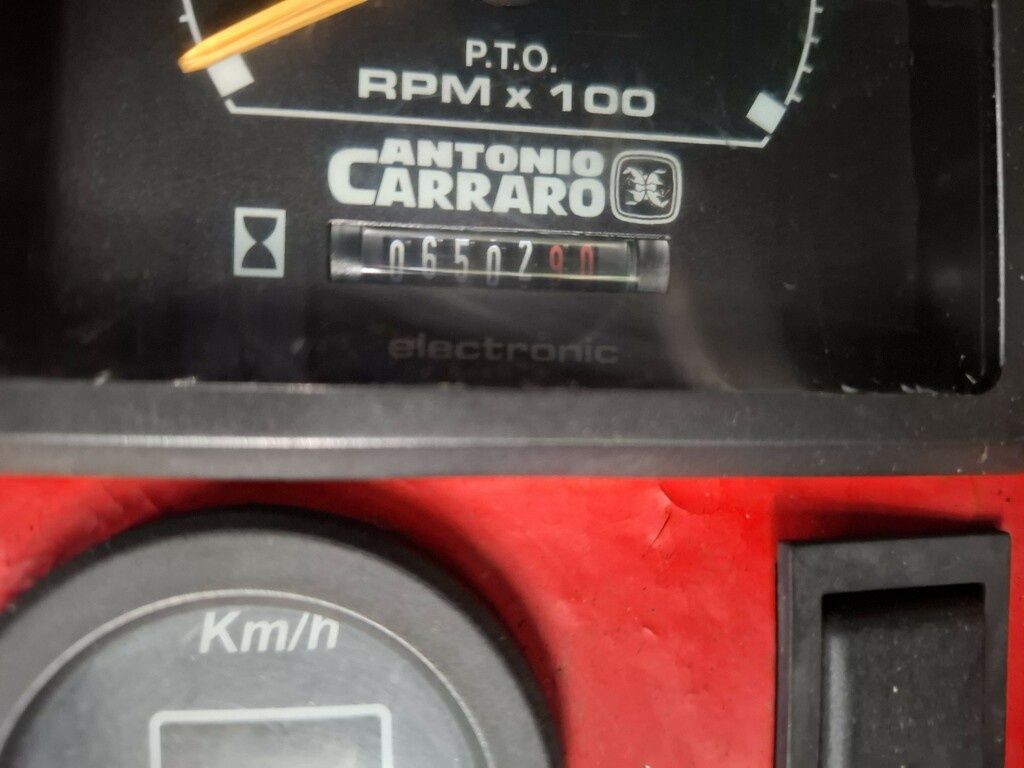 P.T.O.
RPM x 100
ANTONIO
CARRARO
0650290
electronic
Km/h